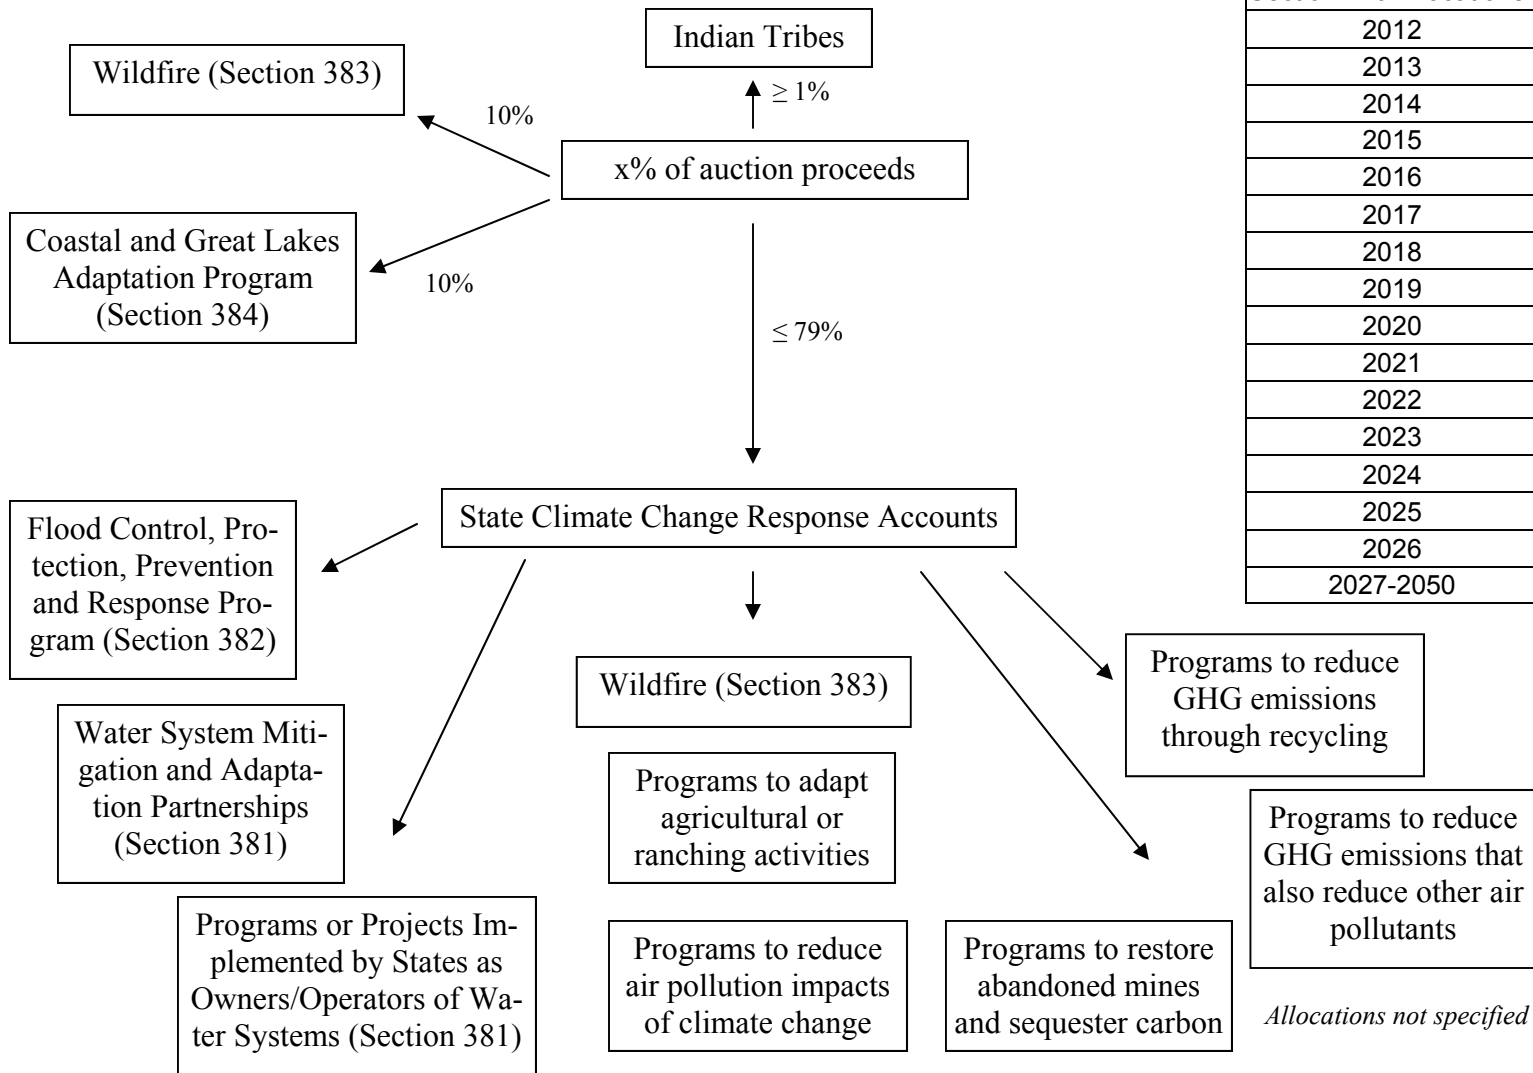 Indian Tribes
Wildfire (Section 383)
≥ 1%
10%
x% of auction proceeds
Coastal and Great Lakes
Adaptation Program
(Section 384)
10%
≤ 79%
State Climate Change Response Accounts
Flood Control, Pro-
tection, Prevention
and Response Pro-
gram (Section 382)
Water System Miti-
gation and Adapta-
tion Partnerships
(Section 381)
Programs or Projects Im-
plemented by States as
Owners/Operators of Wa-
ter Systems (Section 381)
Wildfire (Section 383)
Programs to adapt
agricultural or
ranching activities
Programs to reduce
air pollution impacts
of climate change
Programs to restore
abandoned mines
and sequester carbon
Programs to reduce
GHG emissions
through recycling
Programs to reduce
GHG emissions that
also reduce other air
pollutants
Allocations not specified
2012
2013
2014
2015
2016
2017
2018
2019
2020
2021
2022
2023
2024
2025
2026
2027-2050